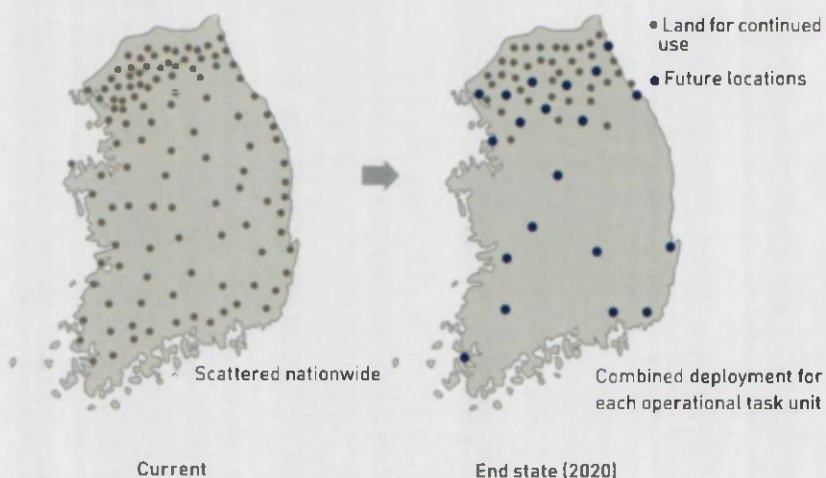 • Land for continued
use
• Future locations
Scattered nationwide
Combined deployment for
each operational task unit
Current
End state (2020)